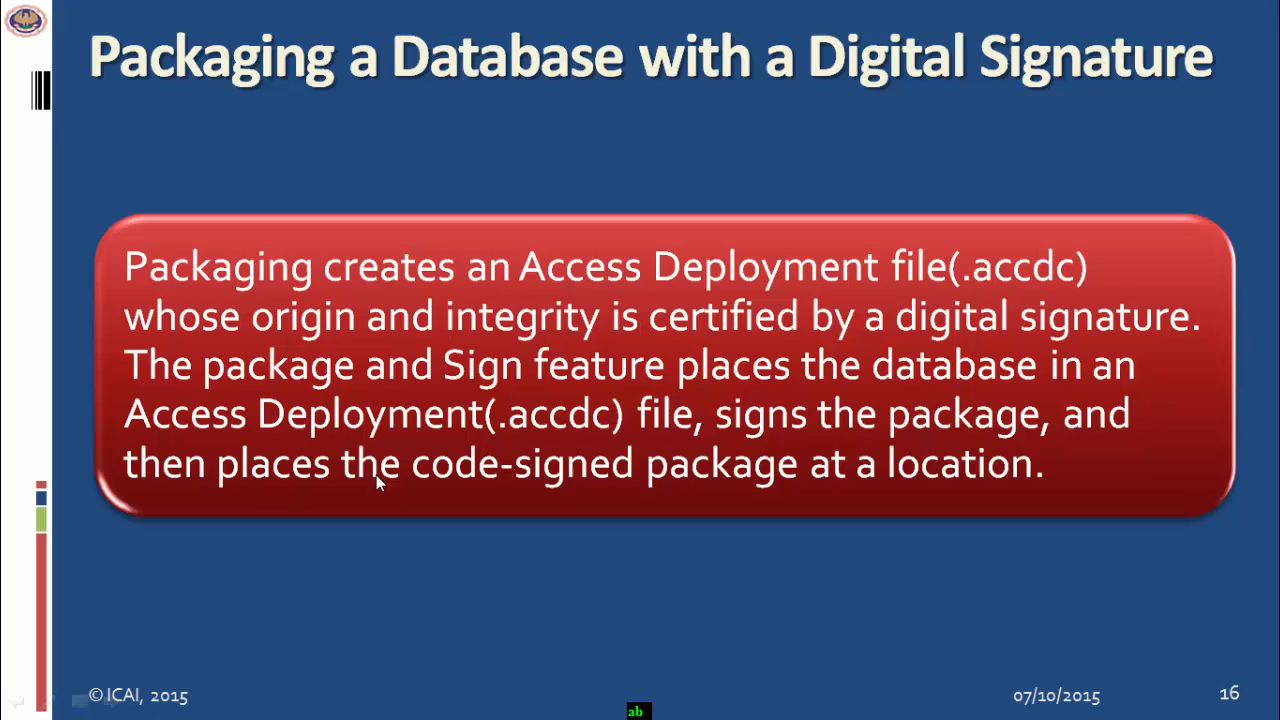 Packaging a Database with a Digital Signature
Packaging creates an Access Deployment file(.accdc)
whose origin and integrity is certified by a digital signature.
The package and Sign feature places the database in an
Access Deployment(.accdc) file, signs the package, and
then places the code-signed package at a location.
© ICAI, 2015
07/10/2015
16
ab